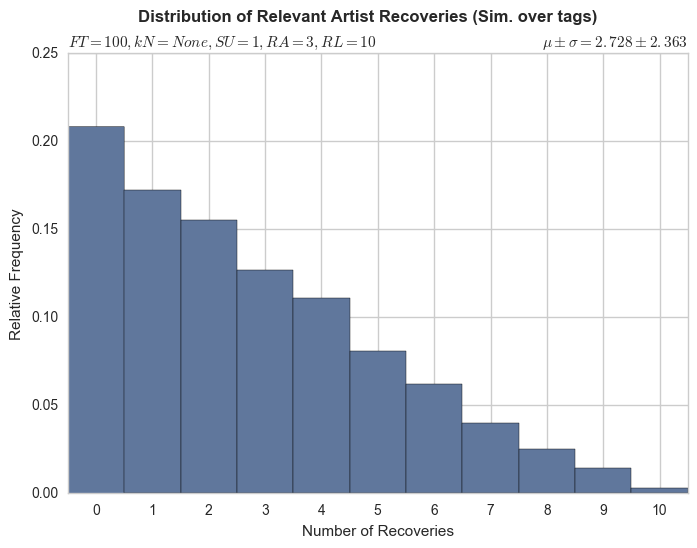 Distribution of Relevant Artist Recoveries (Sim. over tags)
FT = 100, kN = None, SU = 1, RA = 3, RL = 10
μ ± σ = 2.728 ± 2.363
0.25
0.20
0.15
0.10
0.05
0.00
Relative Frequency
0 1 2 3 4 5 6 7 8 9 10
Number of Recoveries